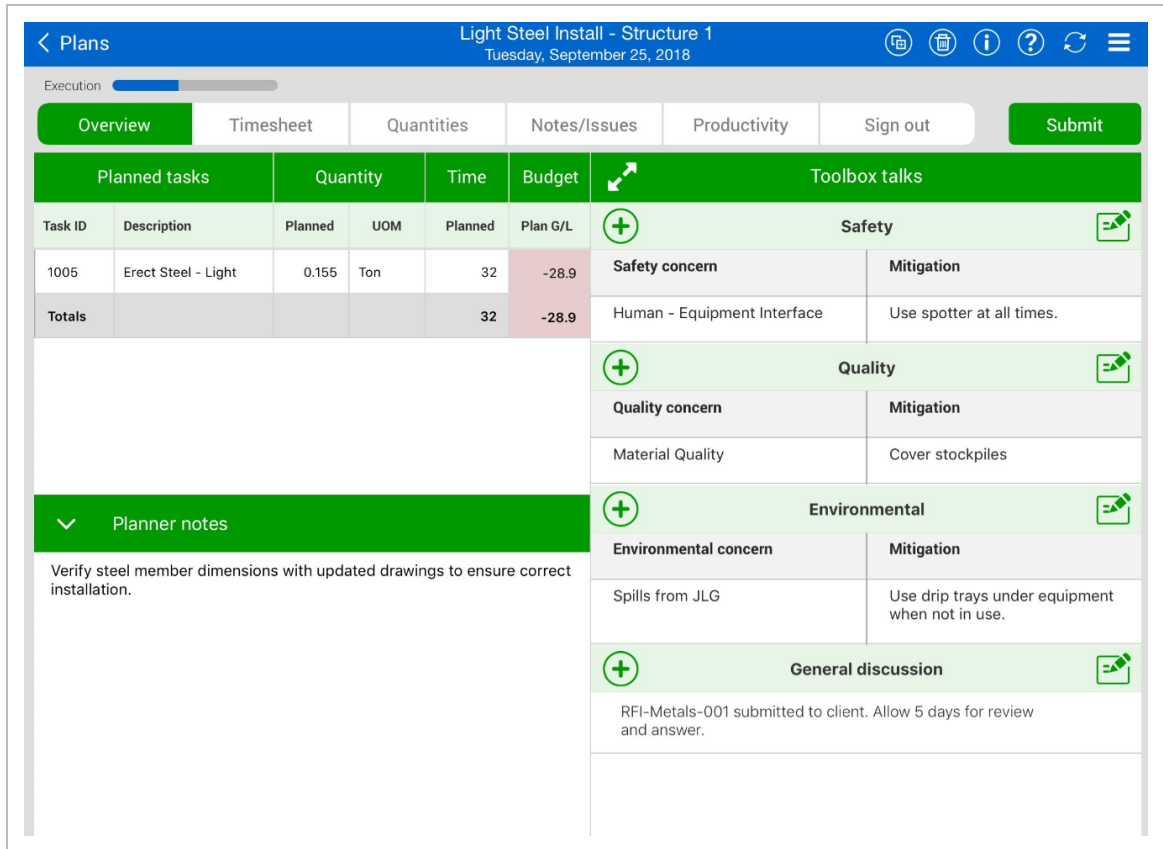 Plans
Light Steel Install - Structure 1
Tuesday, September 25, 2018
Execution
Overview Timesheet Quantities Notes/Issues Productivity Sign out Submit
Planned tasks Quantity Time Budget
Task ID Description Planned UOM Planned Plan G/L
1005 Erect Steel - Light 0.155 Ton 32 -28.9
Totals 32 -28.9
Planner notes
Verify steel member dimensions with updated drawings to ensure correct
installation.
Toolbox talks
Safety
Safety concern Mitigation
Human - Equipment Interface Use spotter at all times.
Quality
Quality concern Mitigation
Material Quality Cover stockpiles
Environmental
Environmental concern Mitigation
Spills from JLG Use drip trays under equipment
when not in use.
General discussion
RFI-Metals-001 submitted to client. Allow 5 days for review
and answer.